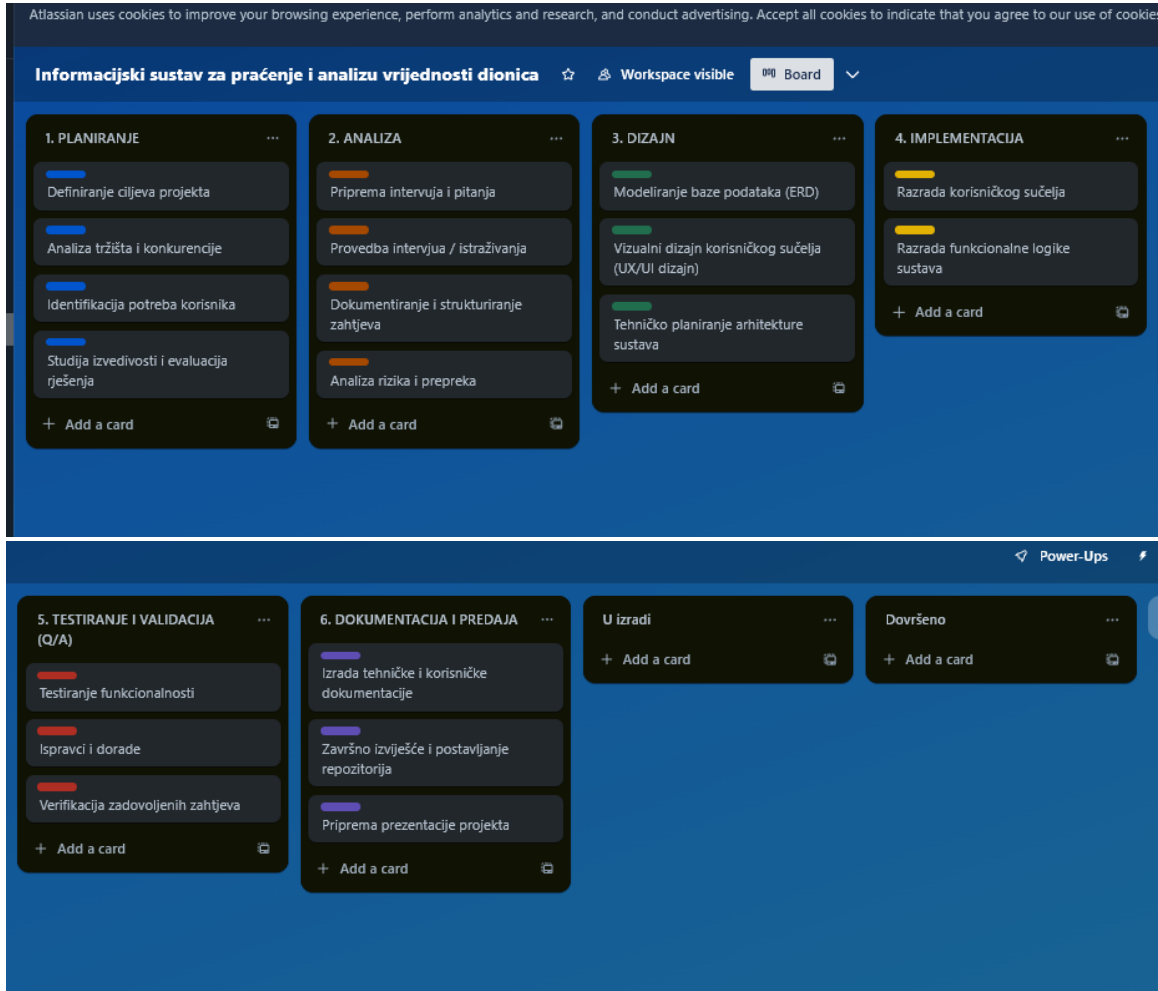 Atlassian uses cookies to improve your browsing experience, perform analytics and research, and conduct advertising. Accept all cookies to indicate that you agree to our use of cookies
Informacijski sustav za praćenje i analizu vrijednosti dionica
Workspace visible
Board
1. PLANIRANJE
Definiranje ciljeva projekta
Analiza tržišta i konkurencije
Identifikacija potreba korisnika
Studija izvedivosti i evaluacija
rješenja
+ Add a card
2. ANALIZA
Priprema intervuja i pitanja
Provedba intervjua / istraživanja
Dokumentiranje i strukturiranje
zahtjeva
Analiza rizika i prepreka
+ Add a card
3. DIZAJN
Modeliranje baze podataka (ERD)
Vizualni dizajn korisničkog sučelja
(UX/UI dizajn)
Tehničko planiranje arhitekture
sustava
+ Add a card
4. IMPLEMENTACIJA
Razrada korisničkog sučelja
Razrada funkcionalne logike
sustava
+ Add a card
Power-Ups
5. TESTIRANJE I VALIDACIJA
(Q/A)
Testiranje funkcionalnosti
Ispravci i dorade
Verifikacija zadovoljenih zahtjeva
+ Add a card
6. DOKUMENTACIJA I PREDAJA
Izrada tehničke i korisničke
dokumentacije
Završno izviješće i postavljanje
repozitorija
Priprema prezentacije projekta
+ Add a card
U izradi
+ Add a card
Dovršeno
+ Add a card